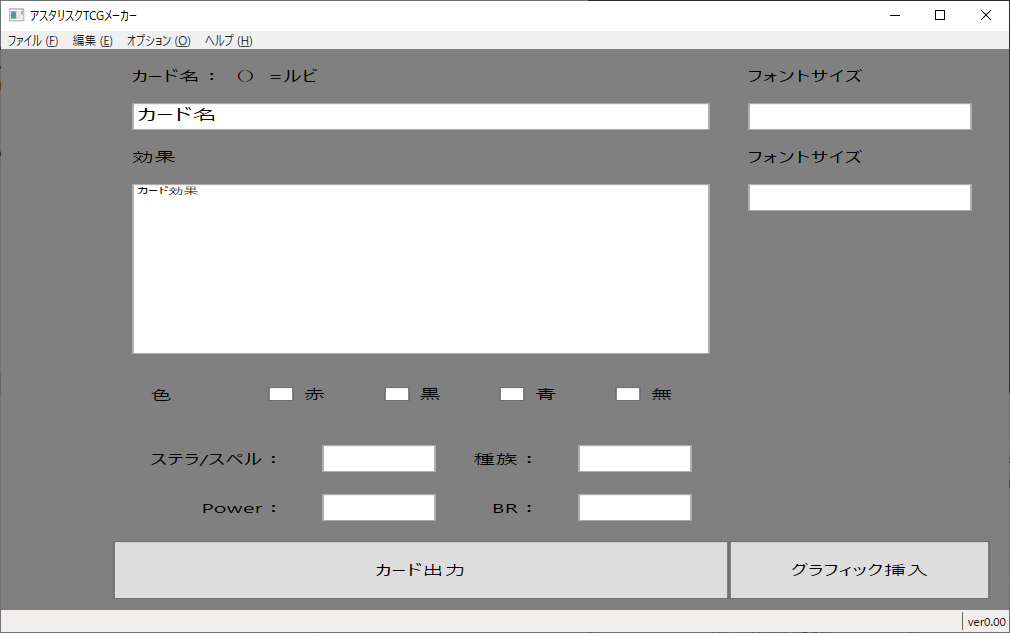 アスタリスクTCGメーカー
ファイル (F) 編集 (E) オプション (O) ヘルプ (H)
カード名： () =ルビ フォントサイズ
カード名
効果 フォントサイズ
カード効果
色 赤 黒 青 無
ステラ/スペル： 種族：
Power： BR：
カード出力 グラフィック挿入
ver0.00